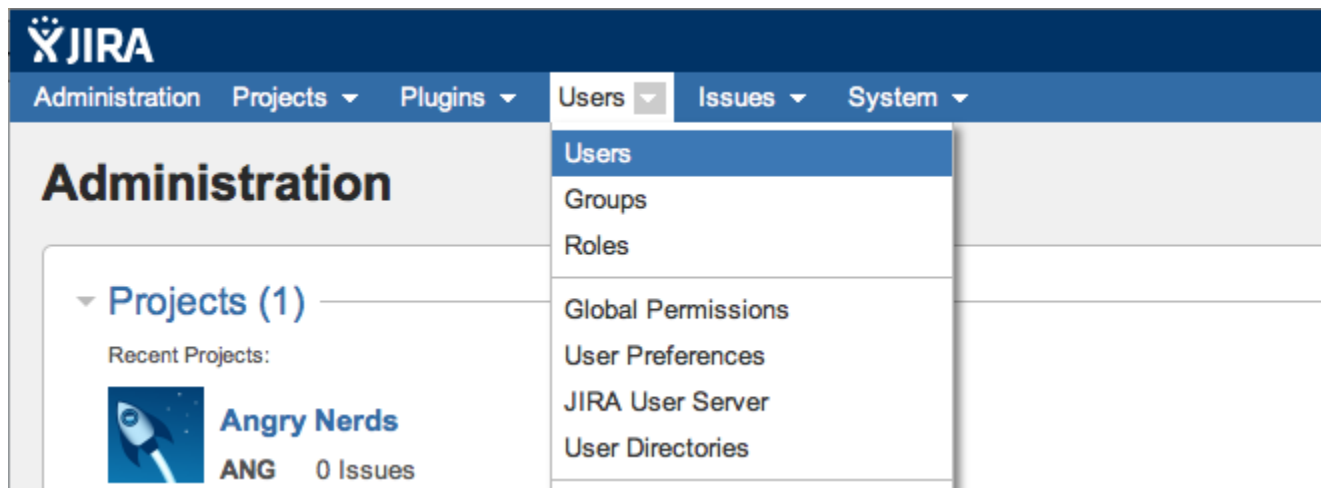 JIRA
Administration Projects Plugins Users Issues System
Administration
Users
Groups
Roles
Global Permissions
User Preferences
JIRA User Server
User Directories
Projects (1)
Recent Projects:
Angry Nerds
ANG 0 Issues